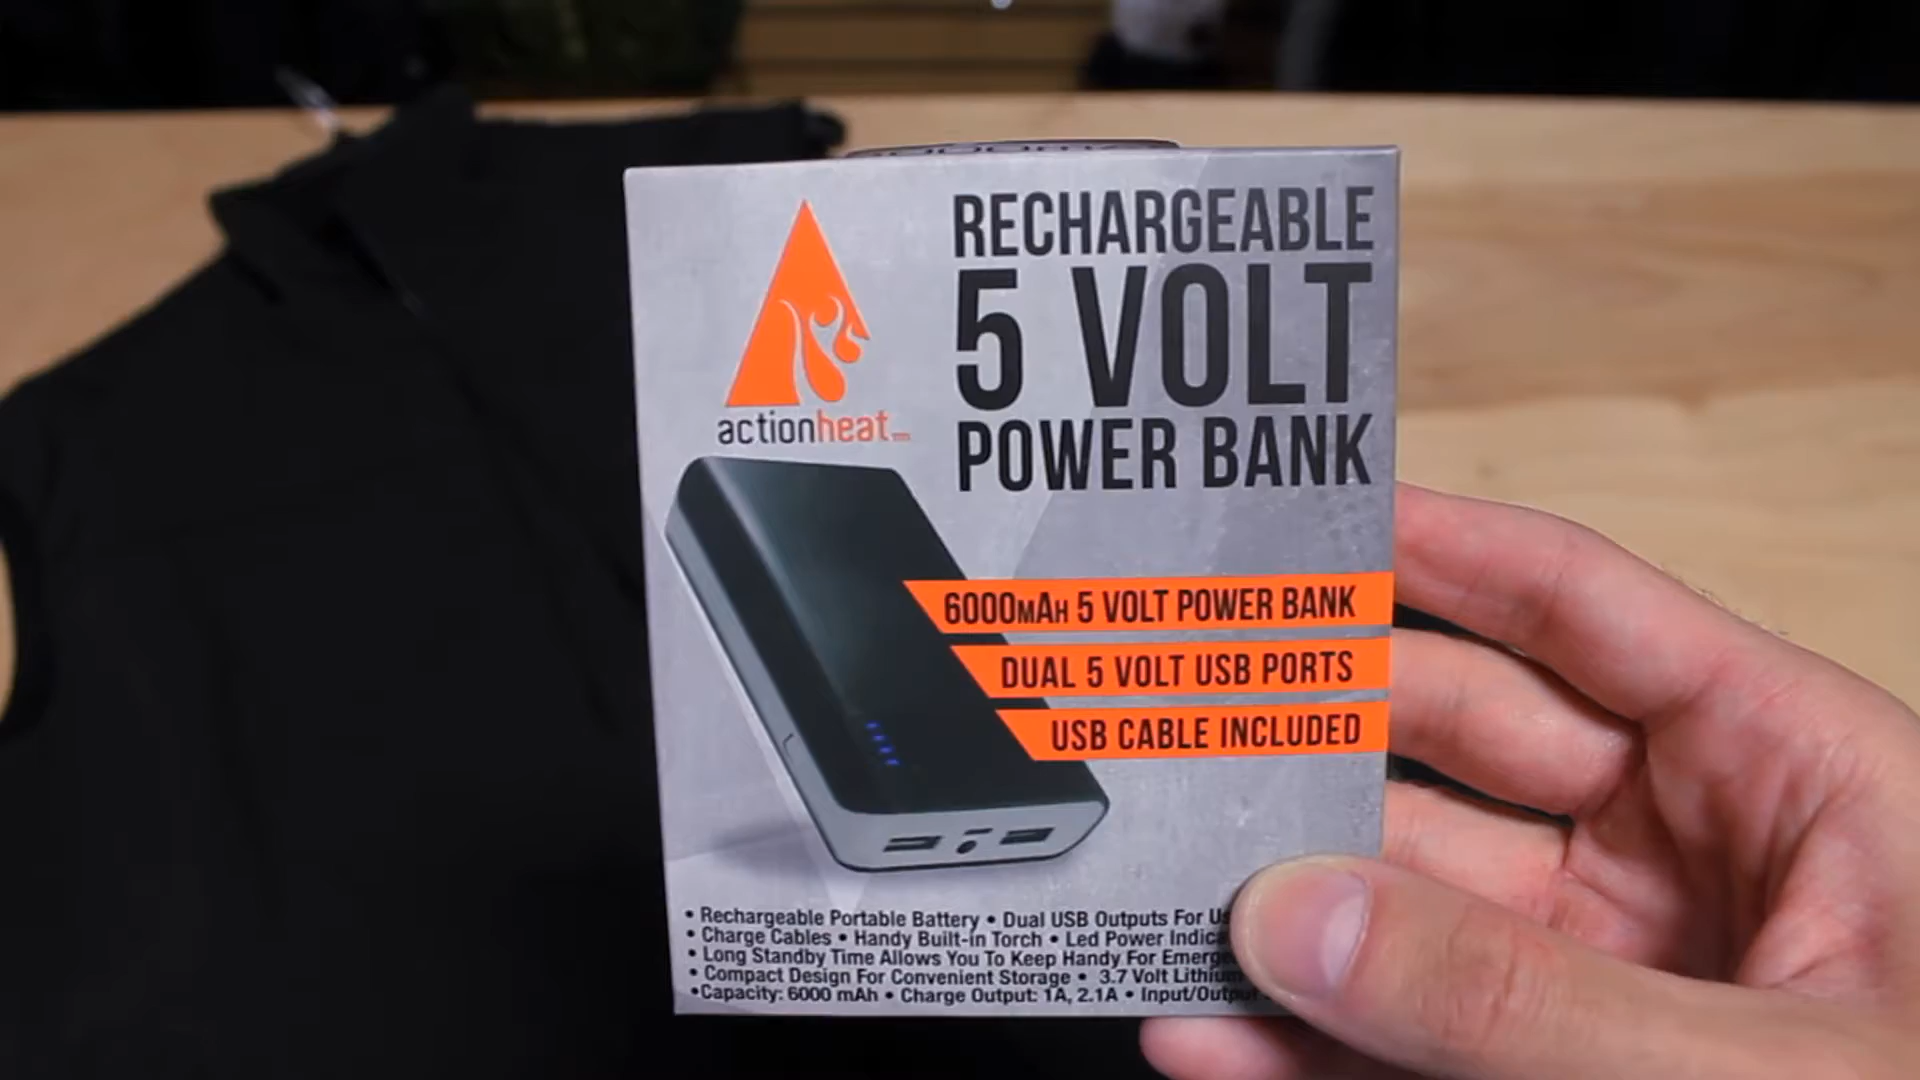 RECHARGEABLE
5 VOLT
POWER BANK
actionheat
6000MAH 5 VOLT POWER BANK
DUAL 5 VOLT USB PORTS
USB CABLE INCLUDED
• Rechargeable Portable Battery • Dual USB Outputs For
• Charge Cables • Handy Built-in Torch • Led Power
• Long Standby Time Allows You To Keep Handy For
• Compact Design For Convenient Storage • 3.7 Volt
•Capacity: 6000 mAh • Charge Output: 1A, 2.1A • Input/Output